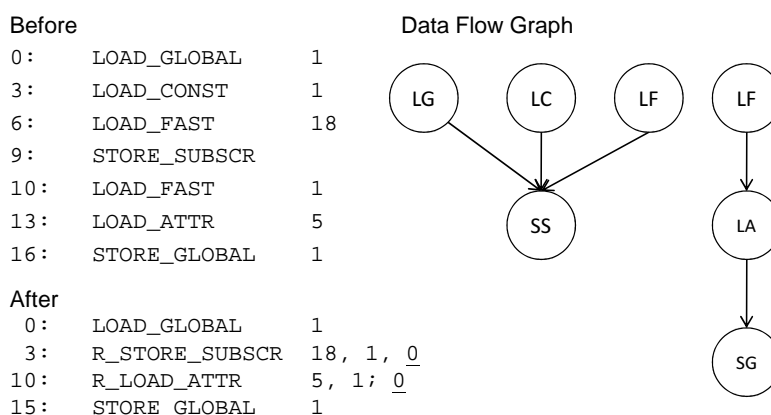 Before
Data Flow Graph
0: LOAD_GLOBAL 1
3: LOAD_CONST 1
6: LOAD_FAST 18
9: STORE_SUBSCR
10: LOAD_FAST 1
13: LOAD_ATTR 5
16: STORE_GLOBAL 1
LG LC LF LF
SS LA
SG
After
0: LOAD_GLOBAL 1
3: R_STORE_SUBSCR 18, 1, 0
10: R_LOAD_ATTR 5, 1; 0
15: STORE_GLOBAL 1